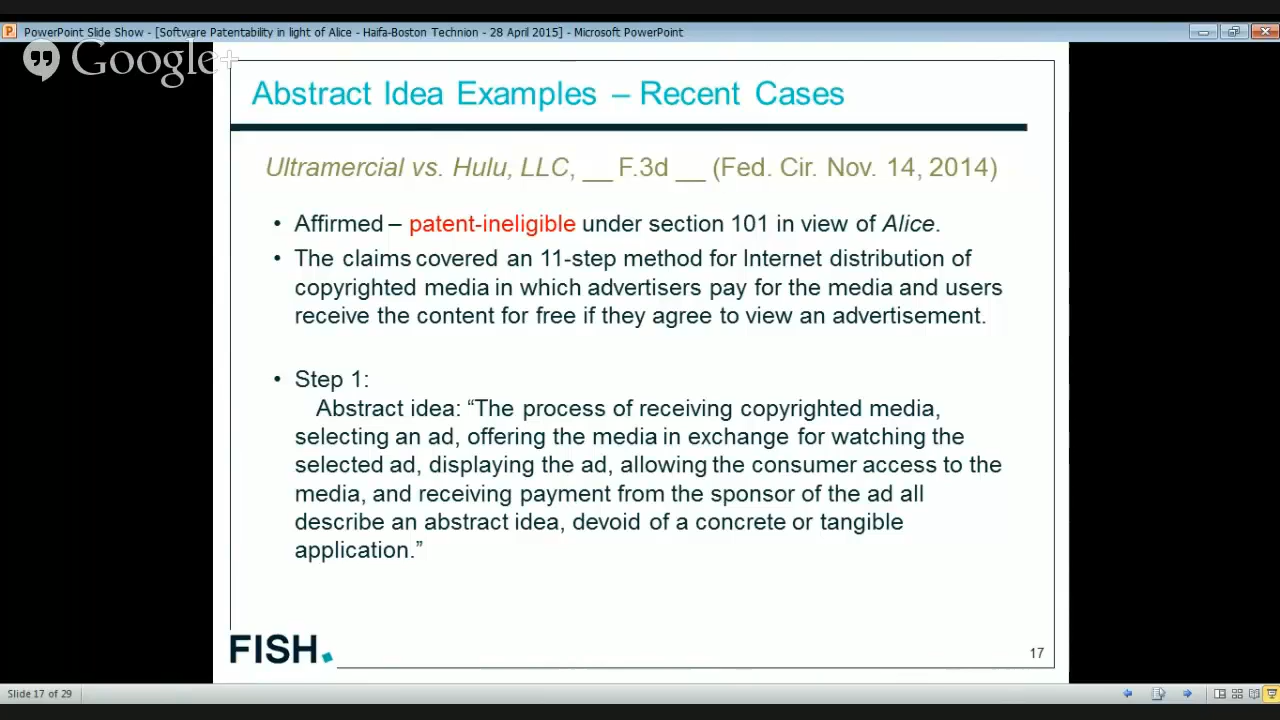 PowerPoint Slide Show - [Software Patentability in light of Alice - Haifa-Boston Technion - 28 April 2015] - Microsoft PowerPoint
Google+
Abstract Idea Examples – Recent Cases
Ultramercial vs. Hulu, LLC, __ F.3d __ (Fed. Cir. Nov. 14, 2014)
• Affirmed – patent-ineligible under section 101 in view of Alice.
• The claims covered an 11-step method for Internet distribution of
copyrighted media in which advertisers pay for the media and users
receive the content for free if they agree to view an advertisement.
• Step 1:
Abstract idea: “The process of receiving copyrighted media,
selecting an ad, offering the media in exchange for watching the
selected ad, displaying the ad, allowing the consumer access to the
media, and receiving payment from the sponsor of the ad all
describe an abstract idea, devoid of a concrete or tangible
application.”
FISH.
17
Slide 17 of 29